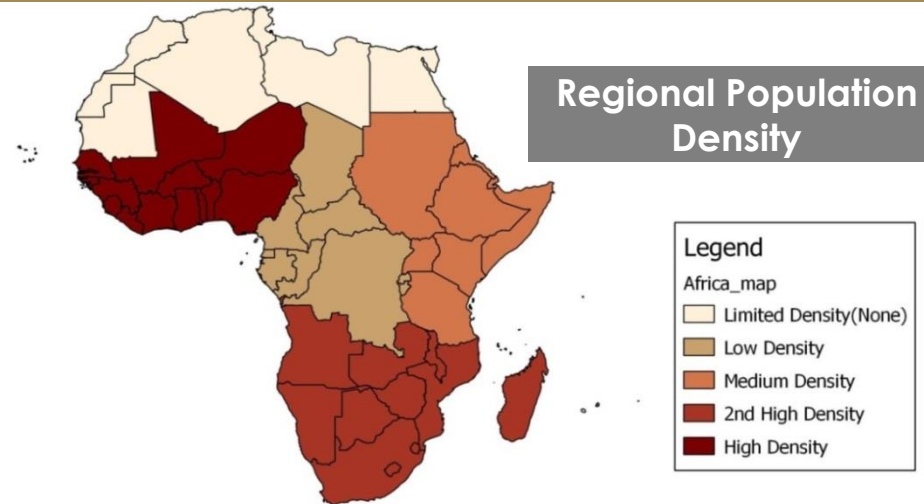 Regional Population
Density
Legend
Africa_map
Limited Density(None)
Low Density
Medium Density
2nd High Density
High Density